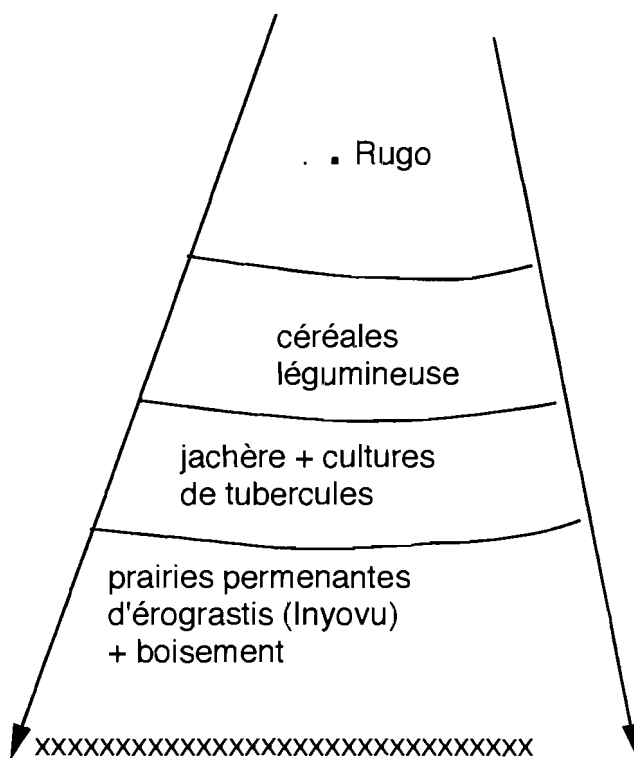 Rugo
céréales
légumineuse
jachère + cultures
de tubercules
prairies permenantes
d'érograstis (Inyovu)
+ boisement
xxxxxxxxxxxxxxxxxxxxxxxxxxxxxxx